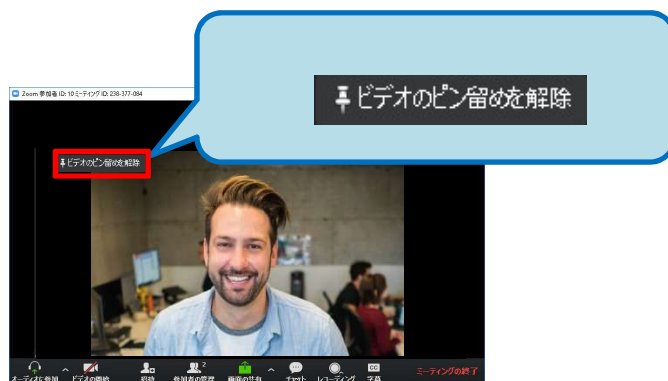 ビデオのピン留めを解除
Zoom 参加者 ID: 10 ミーティング ID: 238-377-084
ビデオのピン留めを解除
オーディオに参加 ビデオの開始 招待 参加者の管理 2 画面の共有 チャット レコーディング CC 字幕 ミーティングの終了